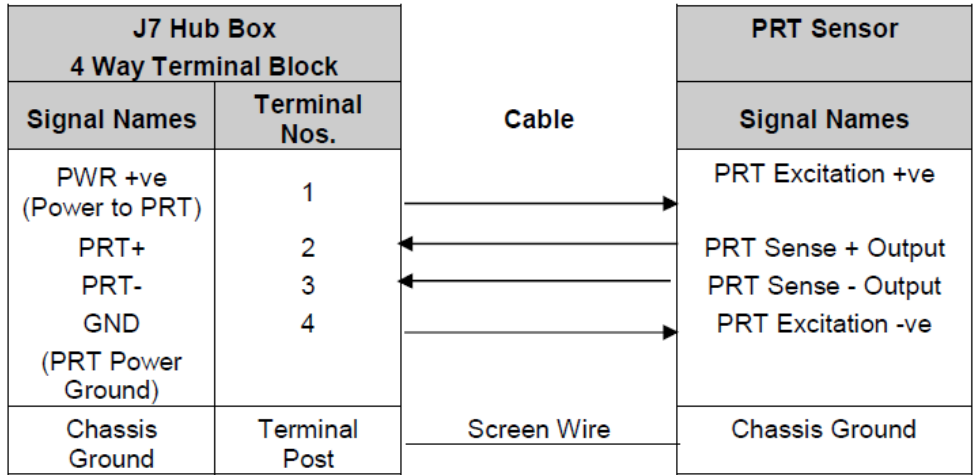 J7 Hub Box
4 Way Terminal Block
PRT Sensor
Signal Names
Terminal
Nos.
Cable
Signal Names
PWR +ve
(Power to PRT)
1
PRT Excitation +ve
PRT+
2
PRT Sense + Output
PRT-
3
PRT Sense - Output
GND
4
PRT Excitation -ve
(PRT Power
Ground)
Chassis
Ground
Terminal
Post
Screen Wire
Chassis Ground